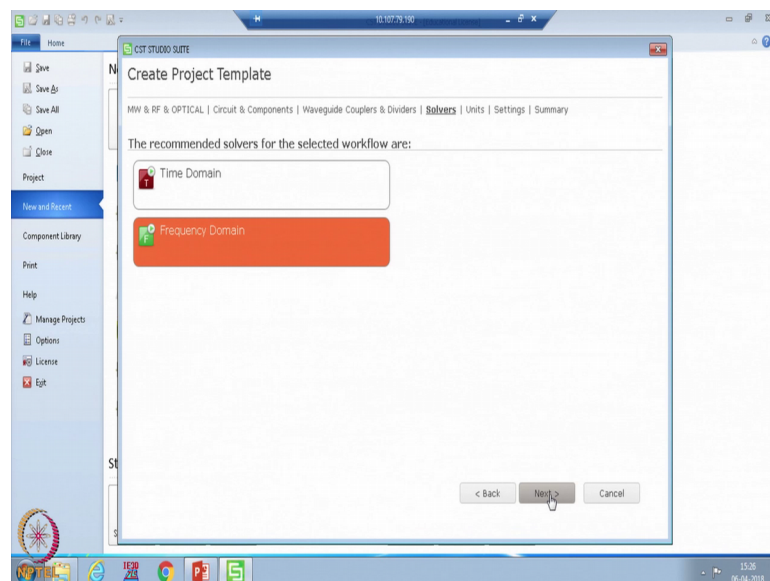 10.107.79.190
File Home
CST STUDIO SUITE
Create Project Template
MW & RF & OPTICAL | Circuit & Components | Waveguide Couplers & Dividers | Solvers | Units | Settings | Summary
The recommended solvers for the selected workflow are:
Time Domain
Frequency Domain
< Back Next > Cancel
Save
Save As
Save All
Open
Close
Project
New and Recent
Component Library
Print
Help
Manage Projects
Options
License
Exit
NPTEL
15:26
06-04-2018